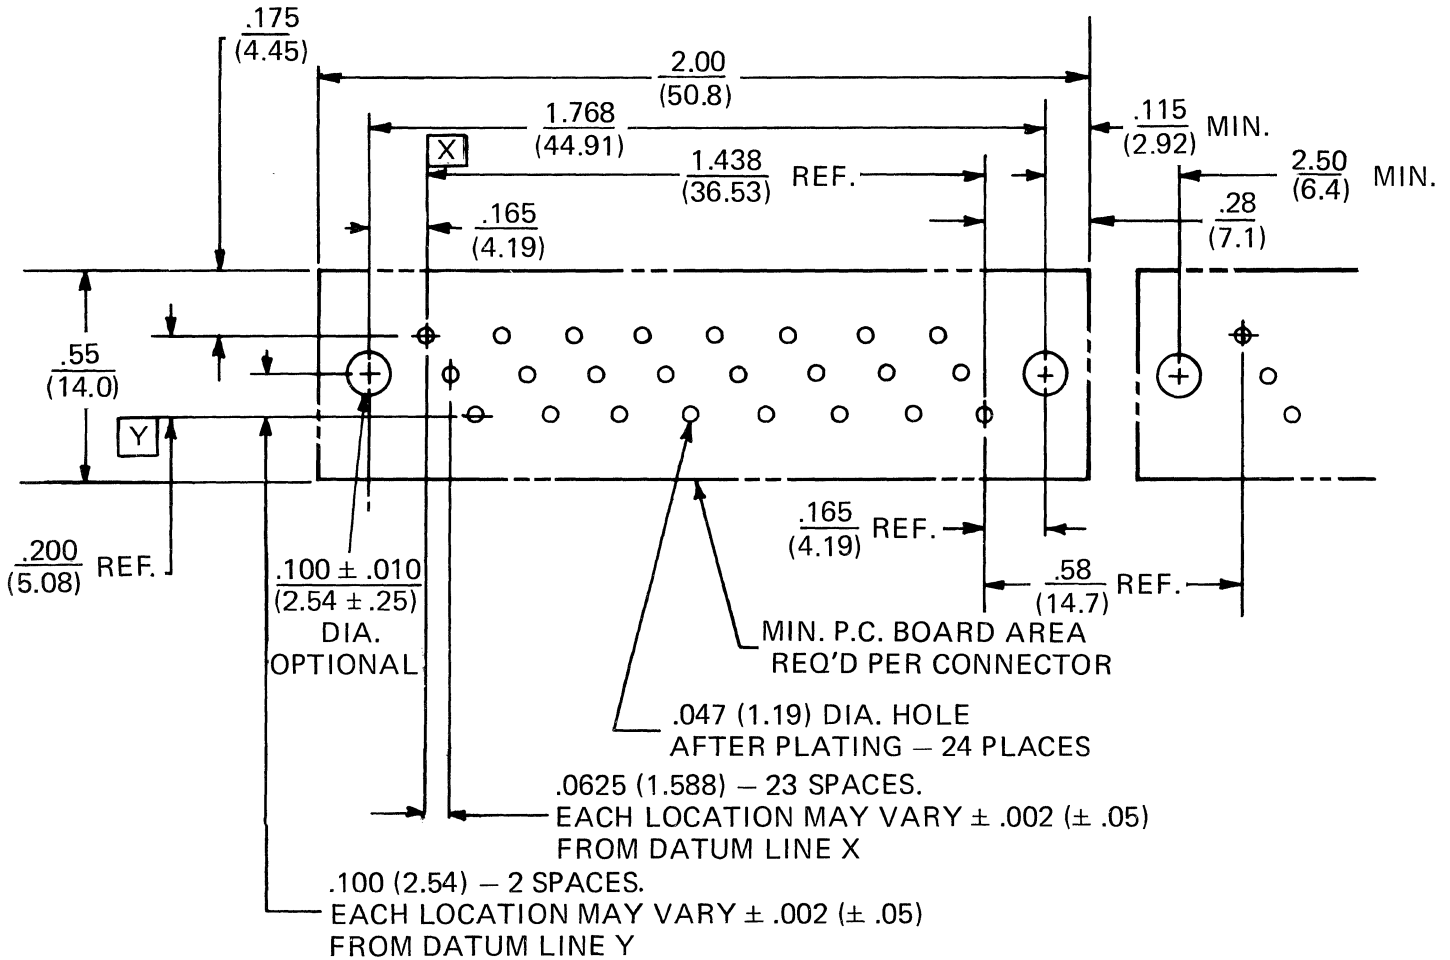 .175
(4.45)
2.00
(50.8)
1.768
(44.91)
.115
(2.92) MIN.
X
1.438
(36.53) REF.
2.50
(6.4) MIN.
.165
(4.19)
.28
(7.1)
.55
(14.0)
Y
.200
(5.08) REF.
.165
(4.19) REF.
.100 ± .010
(2.54 ± .25)
DIA.
OPTIONAL
.58
(14.7) REF.
MIN. P.C. BOARD AREA
REQ'D PER CONNECTOR
.047 (1.19) DIA. HOLE
AFTER PLATING – 24 PLACES
.0625 (1.588) – 23 SPACES.
EACH LOCATION MAY VARY ± .002 (± .05)
FROM DATUM LINE X
.100 (2.54) – 2 SPACES.
EACH LOCATION MAY VARY ± .002 (± .05)
FROM DATUM LINE Y